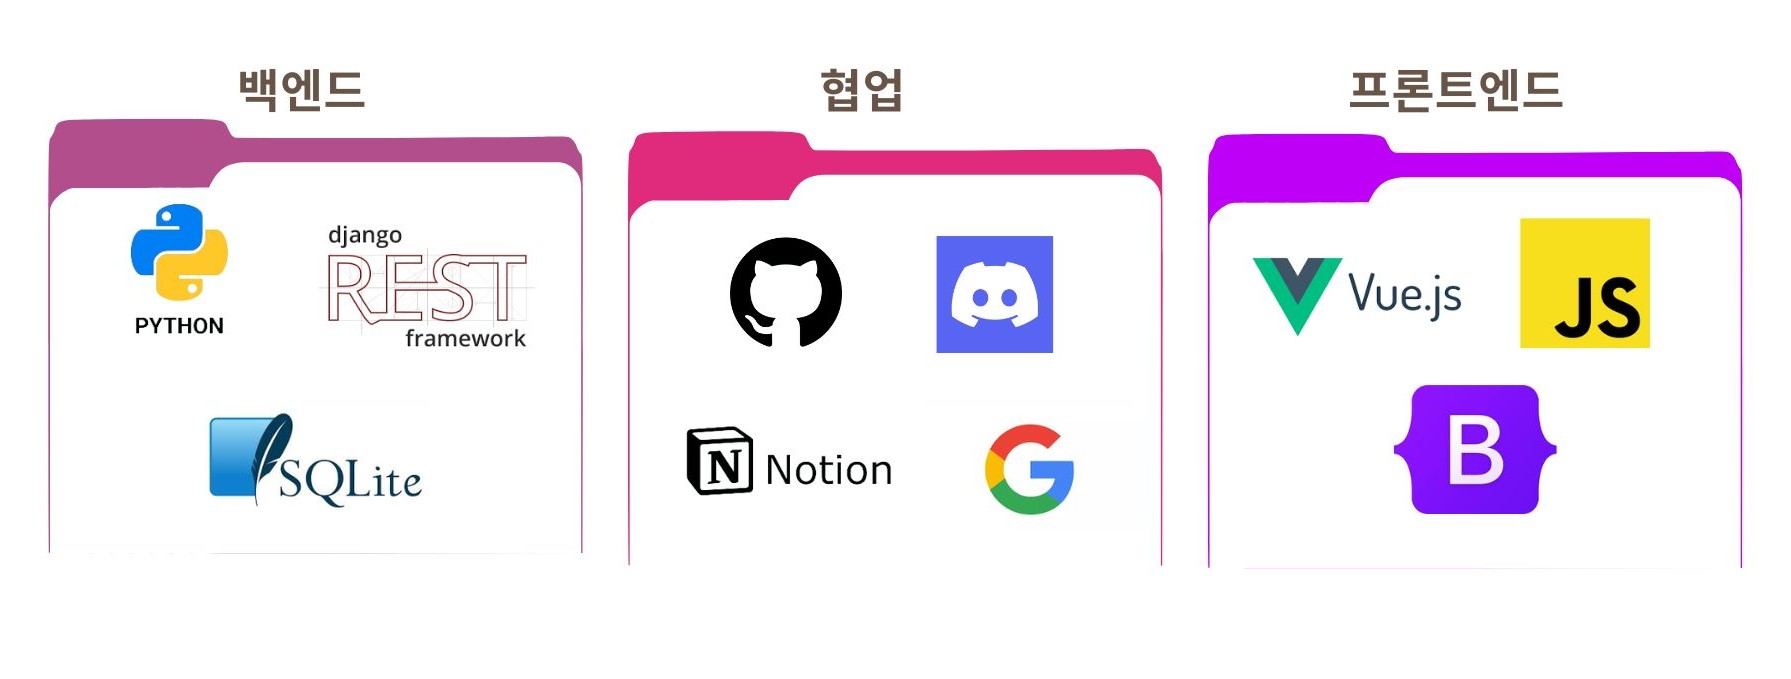 백엔드
PYTHON
django
REST
framework
SQLite
협업
N Notion
G
프론트엔드
Vue.js
JS
B